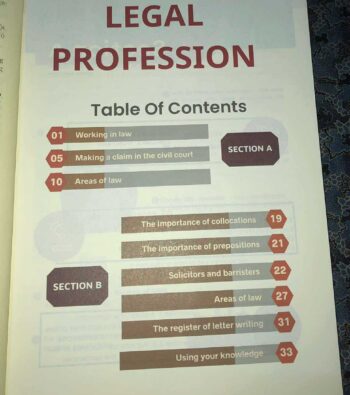 LEGAL
PROFESSION
Table Of Contents
01 Working in law
05 Making a claim in the civil court
10 Areas of law
SECTION A
The importance of collocations 19
The importance of prepositions 21
Solicitors and barristers 22
SECTION B
Areas of law 27
The register of letter writing 31
Using your knowledge 33